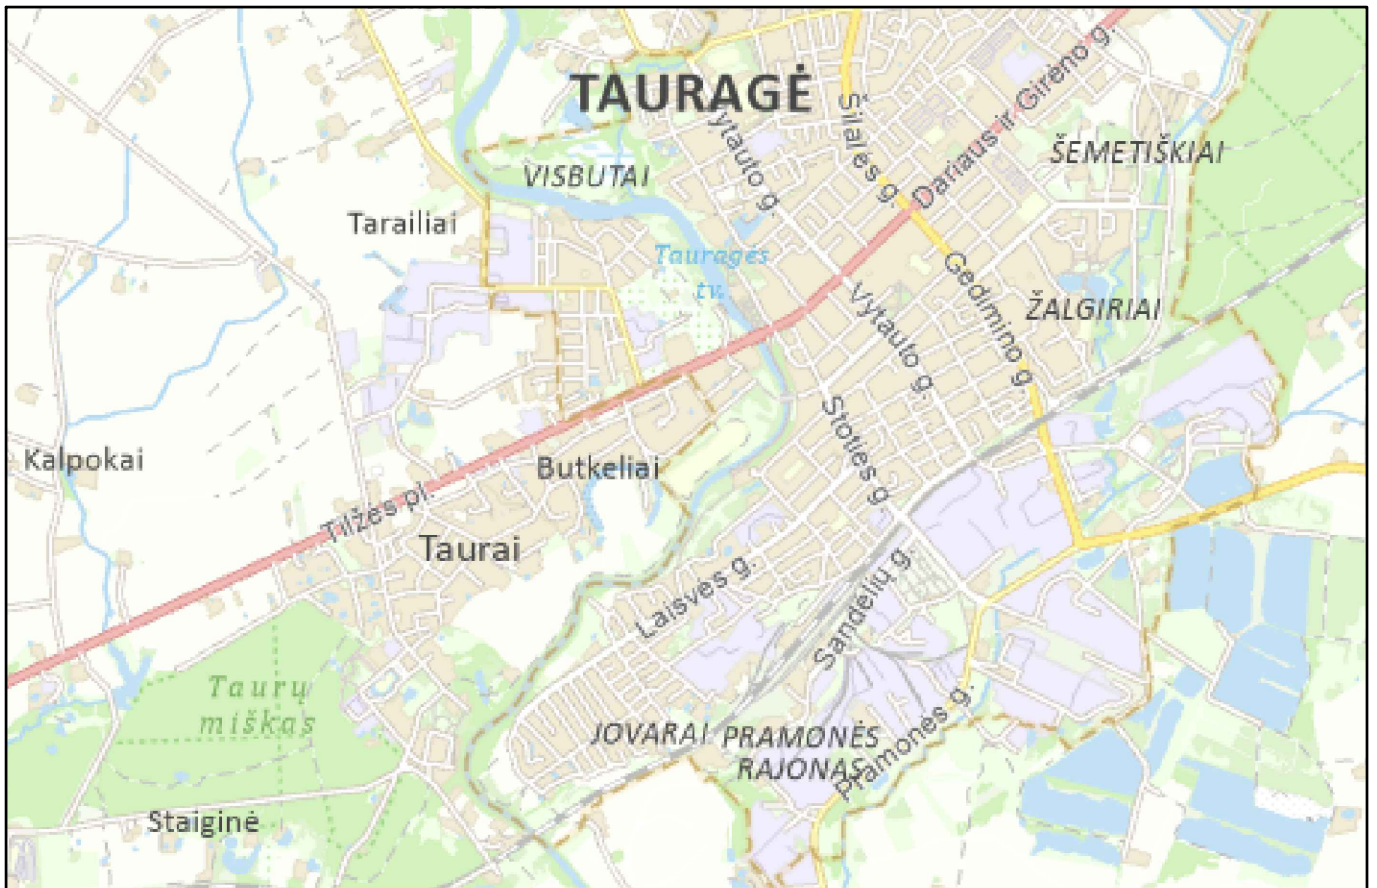 TAURAGĖ
Vytauto g.
Šilalės g.
Dariaus ir Girėno g.
ŠEMETIŠKIAI
VISBUTAI
Tarailiai
Tauragės
tv.
Gedimino g.
Vytauto g.
ŽALGIRIAI
Stoties g.
Kalpokai
Butkeliai
Tilžės pl.
Taurai
Laisvės g.
Sandėlių g.
Taurų
miškas
JOVARAI
PRAMONĖS
RAJONAS
Pramonės g.
Staiginė